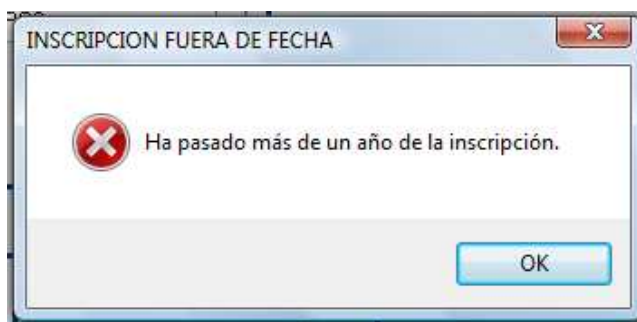 INSCRIPCION FUERA DE FECHA
Ha pasado más de un año de la inscripción.
OK